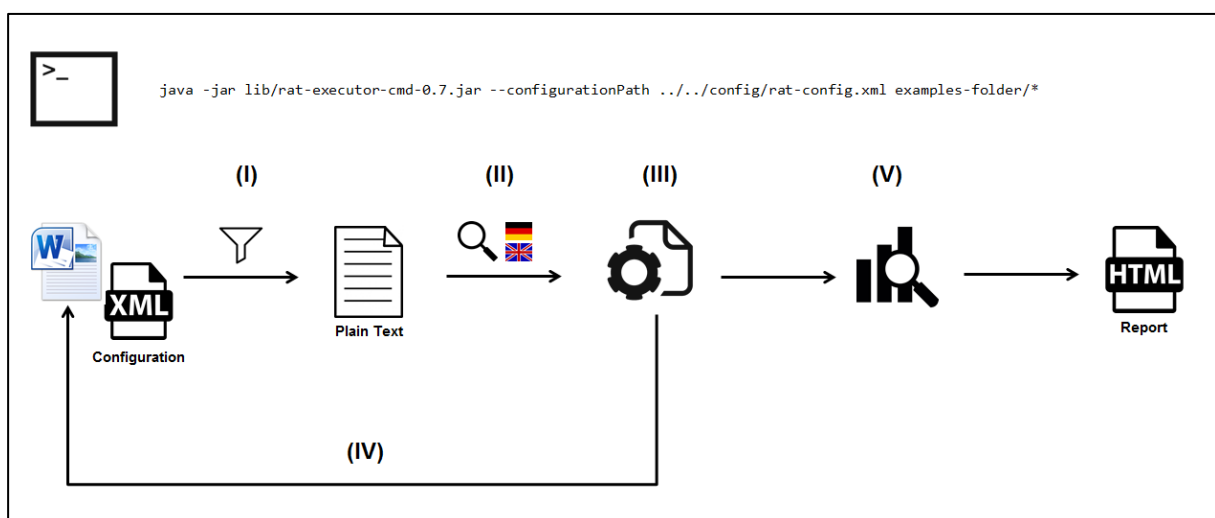 >_
java -jar lib/rat-executor-cmd-0.7.jar --configurationPath ../../config/rat-config.xml examples-folder/*
(I)
(II)
(III)
(V)
W
XML
HTML
Plain Text
Report
Configuration
(IV)